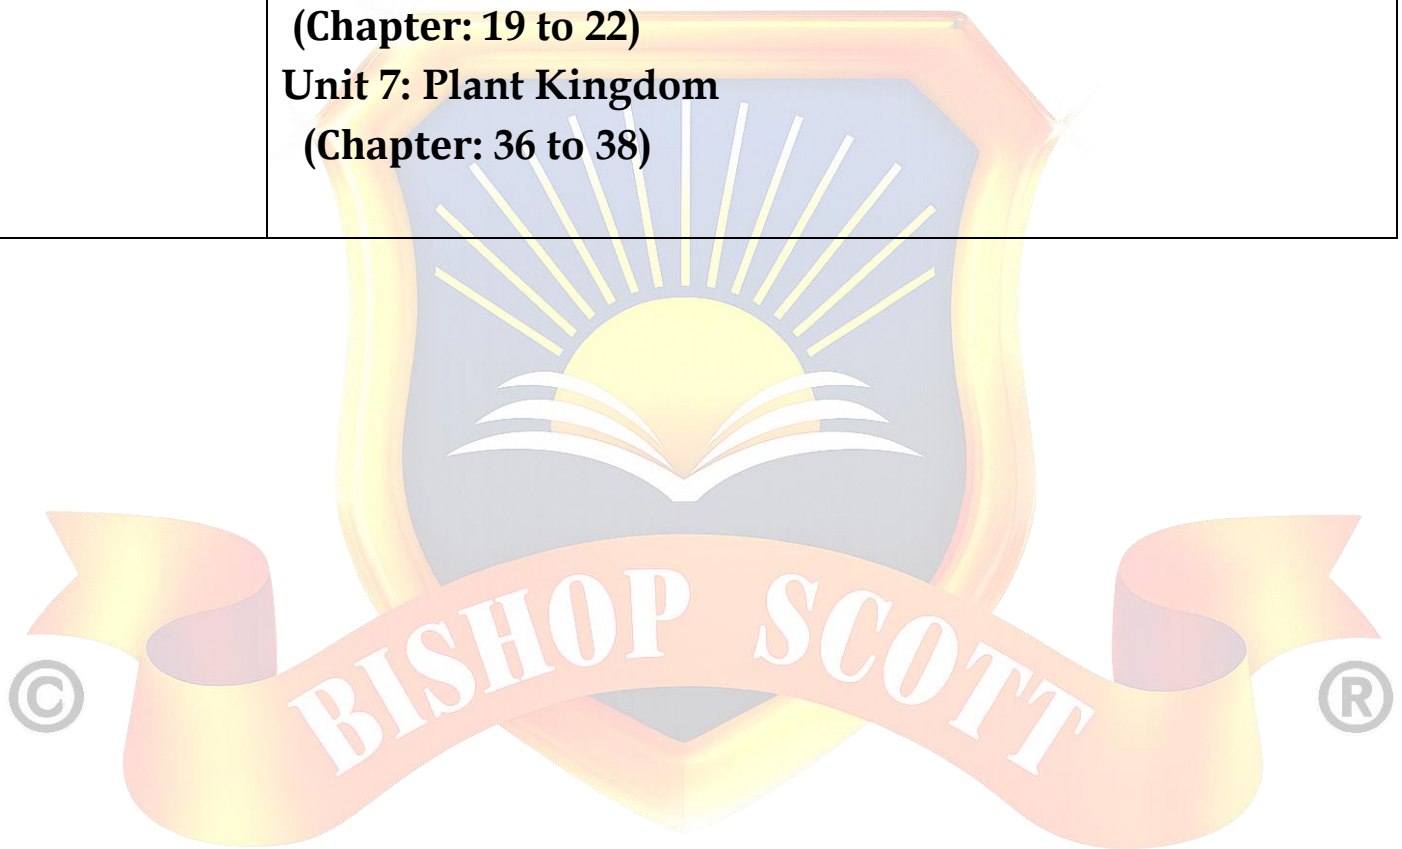 (Chapter: 19 to 22)
Unit 7: Plant Kingdom
(Chapter: 36 to 38)
BISHOP SCOTT
©
®